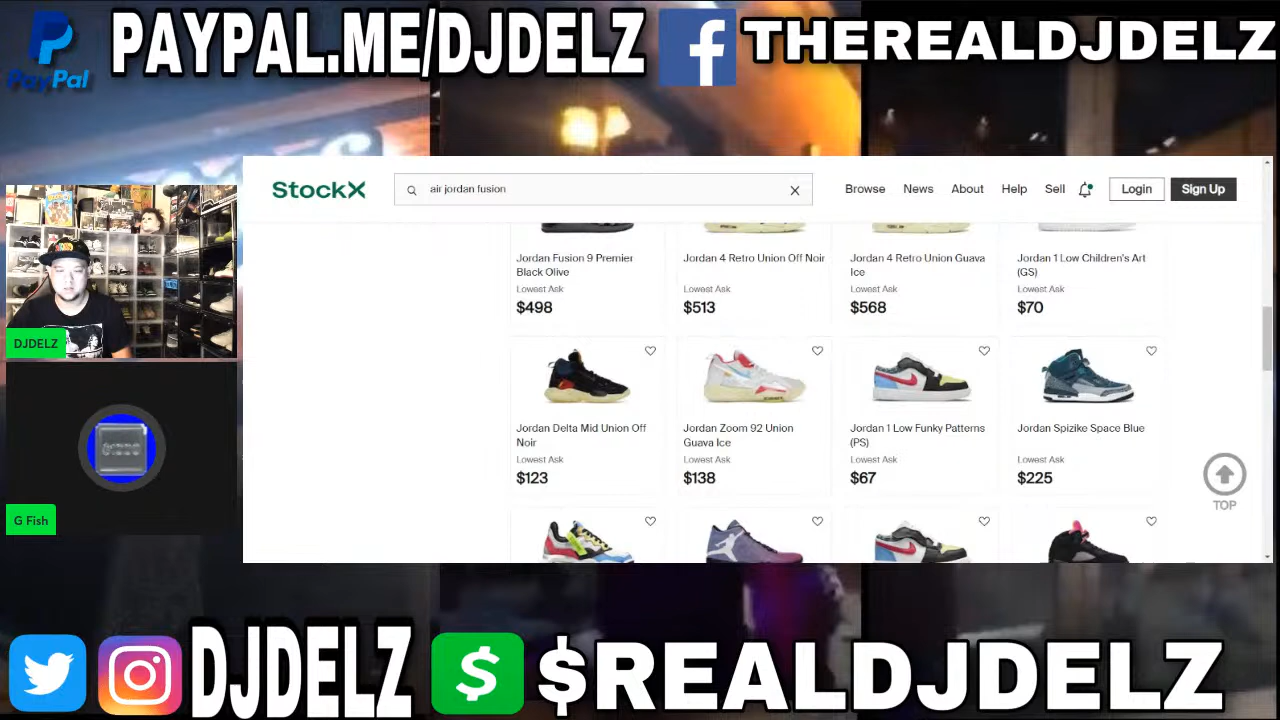 PAYPAL.ME/DJDELZ
THEREALDJDELZ
PayPal
StockX
air jordan fusion
Browse News About Help Sell Login Sign Up
Jordan Fusion 9 Premier Black Olive
Lowest Ask
$498
Jordan 4 Retro Union Off Noir
Lowest Ask
$513
Jordan 4 Retro Union Guava Ice
Lowest Ask
$568
Jordan 1 Low Children's Art (GS)
Lowest Ask
$70
Jordan Delta Mid Union Off Noir
Lowest Ask
$123
Jordan Zoom 92 Union Guava Ice
Lowest Ask
$138
Jordan 1 Low Funky Patterns (PS)
Lowest Ask
$67
Jordan Spizike Space Blue
Lowest Ask
$225
TOP
DJDELZ
G Fish
DJDELZ
$REALDJDELZ